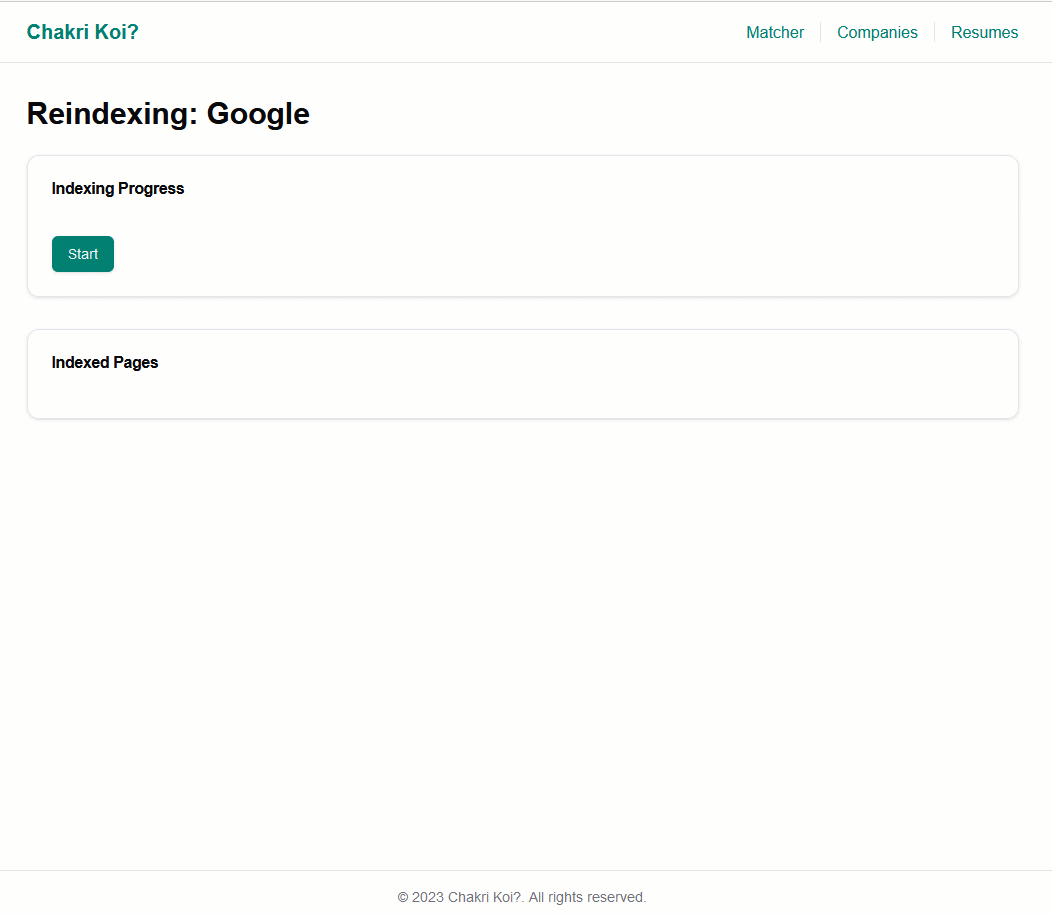 Chakri Koi?
Matcher
Companies
Resumes
Reindexing: Google
Indexing Progress
Start
Indexed Pages
© 2023 Chakri Koi?. All rights reserved.